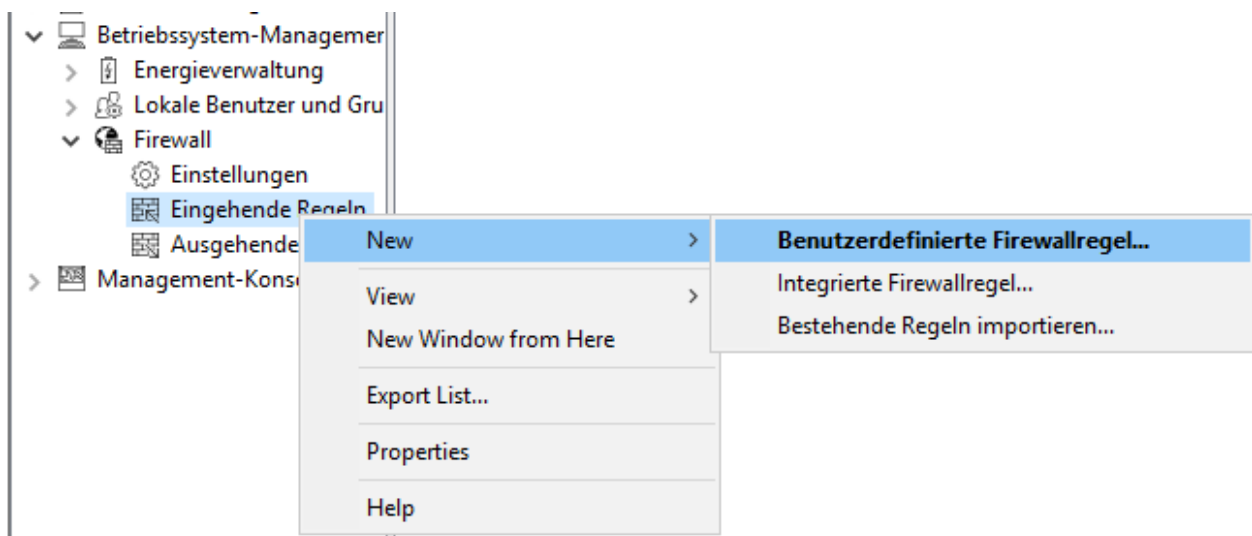 Betriebssystem-Managemer
Energieverwaltung
Lokale Benutzer und Gru
Firewall
Einstellungen
Eingehende Regeln
Ausgehende
Management-Kons
New
View
New Window from Here
Export List...
Properties
Help
Benutzerdefinierte Firewallregel...
Integrierte Firewallregel...
Bestehende Regeln importieren...